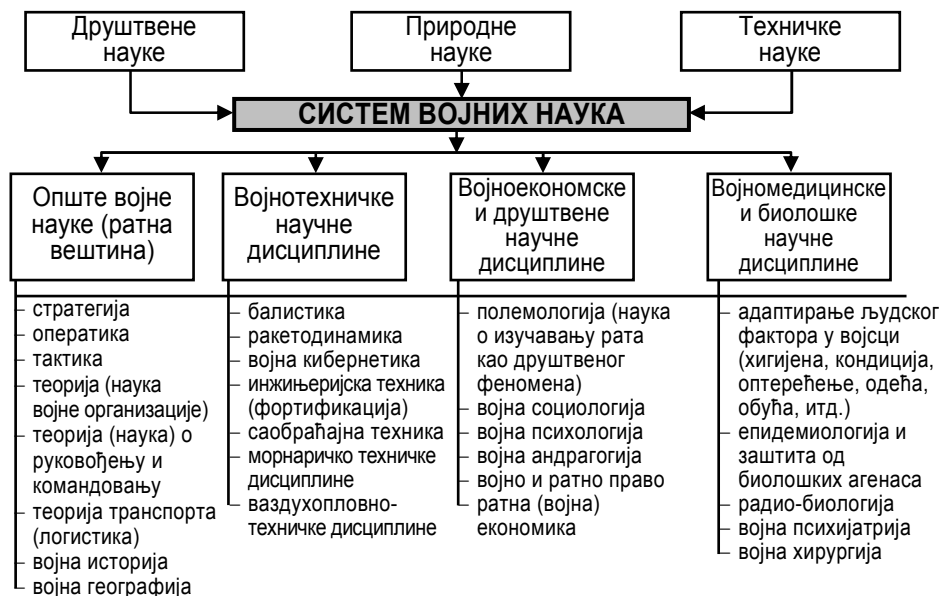 Друштвене
науке
Природне
науке
Техничке
науке
СИСТЕМ ВОЈНИХ НАУКА
Опште војне
науке (ратна
вештина)
Војнотехничке
научне
дисциплине
Војноекономске
и друштвене
научне
дисциплине
Војномедицинске
и биолошке
научне
дисциплине
– стратегија
– оператика
– тактика
– теорија (наука
војне организације)
– теорија (наука) о
руковођењу и
командовању
– теорија транспорта
(логистика)
– војна историја
– војна географија
– балистика
– ракетодинамика
– војна кибернетика
– инжињеријска техника
(фортификација)
– саобраћајна техника
– морнаричко техничке
дисциплине
– ваздухопловно-
техничке дисциплине
– полемологија (наука
о изучавању рата
као друштвеног
феномена)
– војна социологија
– војна психологија
– војна андрагогија
– војно и ратно право
– ратна (војна)
економика
– адаптирање људског
фактора у војсци
(хигијена, кондиција,
оптерећење, одећа,
обућа, итд.)
– епидемиологија и
заштита од
биолошких агенаса
– радио-биологија
– војна психијатрија
– војна хирургија